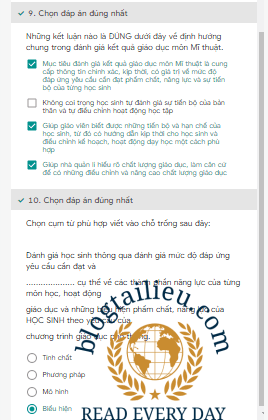 9. Chọn đáp án đúng nhất
Những kết luận nào là ĐÚNG dưới đây về định hướng
chung trong đánh giá kết quả giáo dục môn Mĩ thuật.
Mục tiêu đánh giá kết quả giáo dục môn Mĩ thuật là cung
cấp thông tin chính xác, kịp thời, có giá trị về mức độ
đáp ứng yêu cầu cần đạt phẩm chất, năng lực và sự tiến
bộ của từng HS
Không coi trọng học sinh tự đánh giá sự tiến bộ của bản
thân và tự điều chỉnh hoạt động học tập
Giúp giáo viên biết được những tiến bộ và hạn chế của
học sinh, từ đó có hướng dẫn kịp thời cho học sinh và
điều chỉnh kế hoạch, hoạt động dạy học một cách phù
hợp
Giúp nhà quản lí hiểu rõ chất lượng giáo dục, làm căn cứ
để có những điều chỉnh và nâng cao chất lượng giáo dục
10. Chọn đáp án đúng nhất
Chọn cụm từ phù hợp viết vào chỗ trống sau đây:
Đánh giá học sinh thông qua đánh giá mức độ đáp ứng
yêu cầu cần đạt và
.................... cụ thể về các thành phần năng lực của từng
môn học, hoạt động
giáo dục và những biểu hiện phẩm chất, năng lực của
HỌC SINH theo yêu cầu của
chương trình giáo dục phổ thông.
Tính chất
Phương pháp
Mô hình
Biểu hiện
blogtailieu.com
READ EVERY DAY